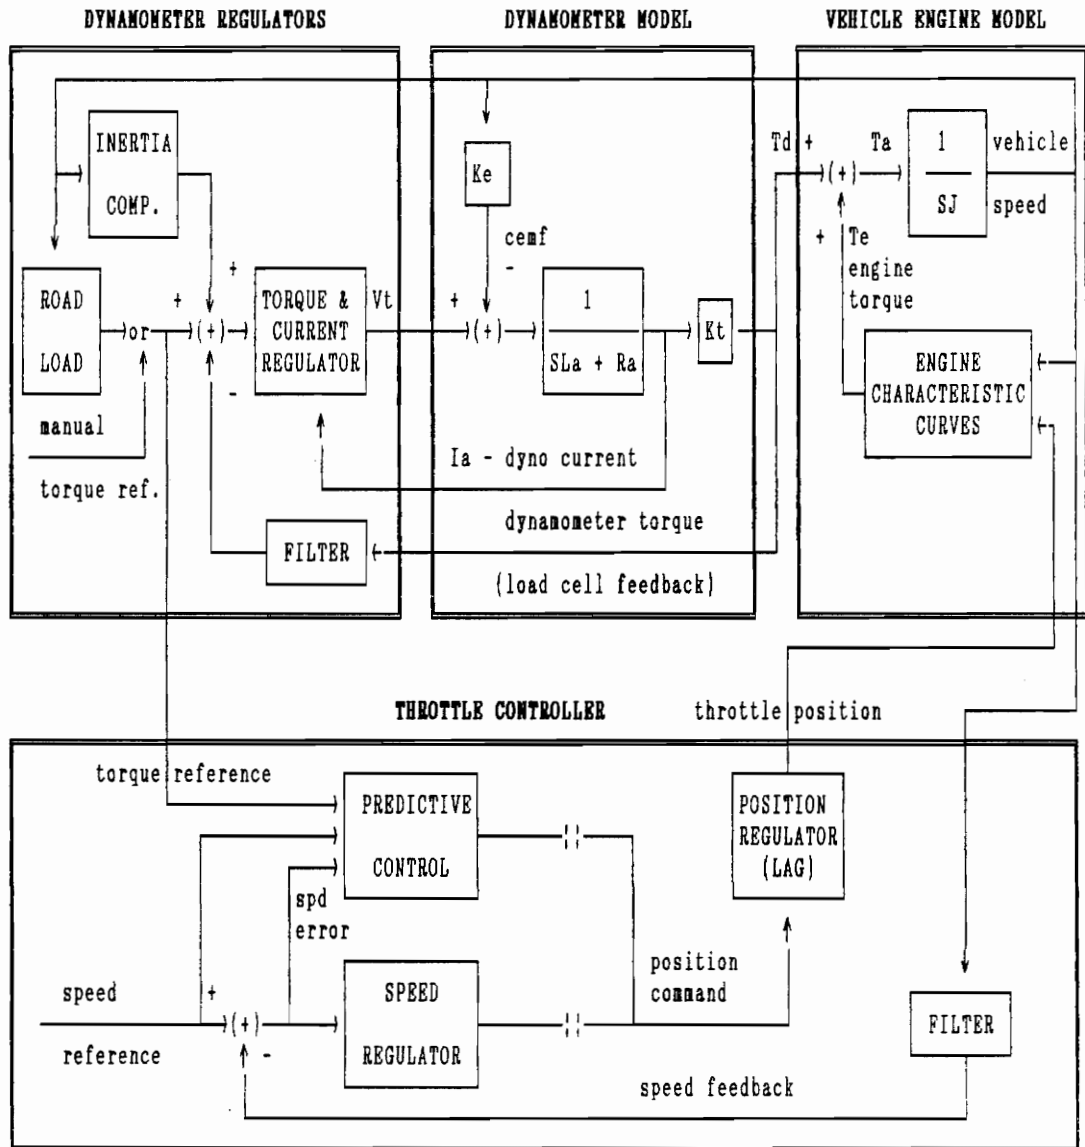 DYNAMOMETER REGULATORS
DYNAMOMETER MODEL
VEHICLE ENGINE MODEL
INERTIA
COMP.
ROAD
LOAD
or
+
(+)
+
-
TORQUE &
CURRENT
REGULATOR
Vt
manual
torque ref.
FILTER
Ke
cemf
-
+
(+)
1
SLa + Ra
Kt
Ia - dyno current
dynamometer torque
(load cell feedback)
Td +
(+)
Ta
1
SJ
vehicle
speed
+ Te
engine
torque
ENGINE
CHARACTERISTIC
CURVES
THROTTLE CONTROLLER
throttle position
torque reference
PREDICTIVE
CONTROL
spd
error
POSITION
REGULATOR
(LAG)
speed
reference
+
(+)
-
SPEED
REGULATOR
position
command
FILTER
speed feedback